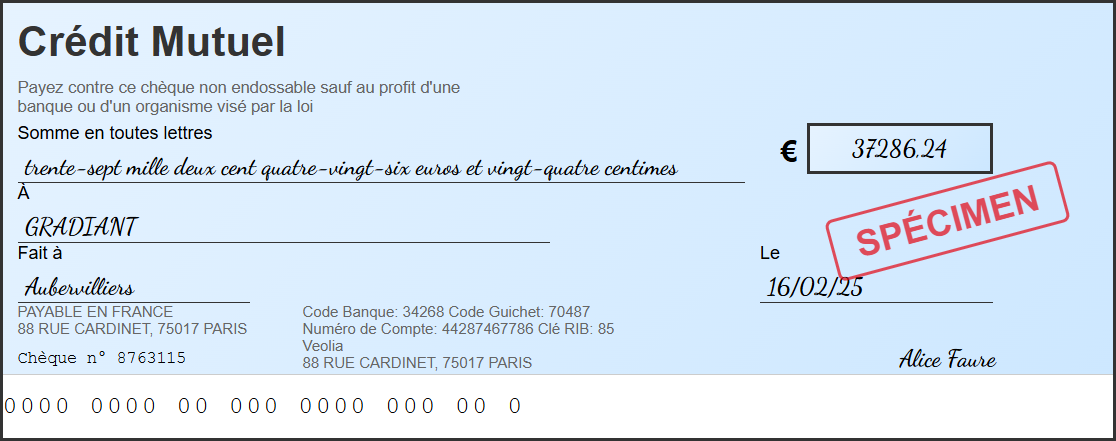 Crédit Mutuel
Payez contre ce chèque non endossable sauf au profit d'une
banque ou d'un organisme visé par la loi
Somme en toutes lettres
trente-sept mille deux cent quatre-vingt-six euros et vingt-quatre centimes
€ 37286.24
À
GRADIANT
SPÉCIMEN
Fait à
Aubervilliers
Le
16/02/25
PAYABLE EN FRANCE
88 RUE CARDINET, 75017 PARIS
Chèque n° 8763115
Code Banque: 34268 Code Guichet: 70487
Numéro de Compte: 44287467786 Clé RIB: 85
Veolia
88 RUE CARDINET, 75017 PARIS
Alice Faure
0000 0000 00 000 0000 000 00 0